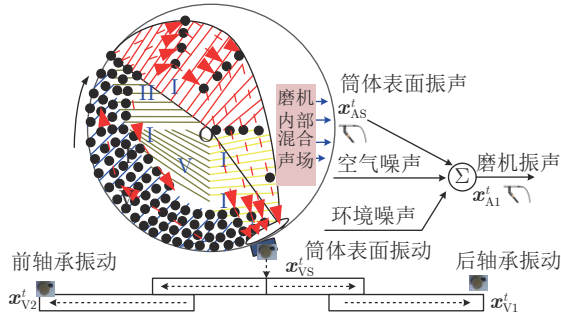 筒体表面振声
x^t_AS
磨机
内部
混合
声场
空气噪声
Σ
磨机振声
x^t_A1
环境噪声
II
I
I
O
V
I
I
筒体表面振动
x^t_VS
前轴承振动
x^t_V2
后轴承振动
x^t_V1